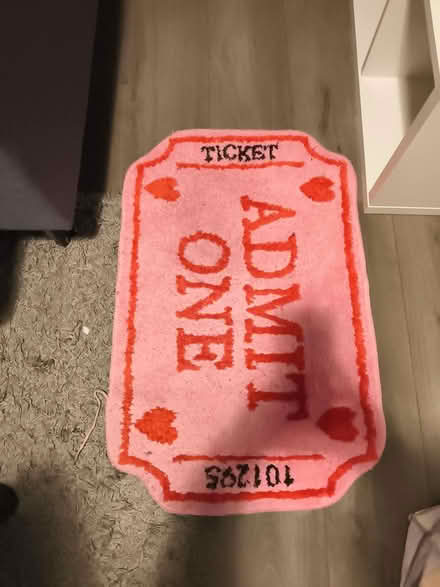 TICKET
ADMIT
ONE
101295